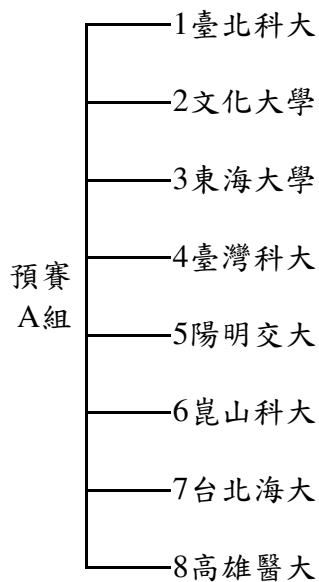 預賽
A組
1臺北科大
2文化大學
3東海大學
4臺灣科大
5陽明交大
6崑山科大
7台北海大
8高雄醫大